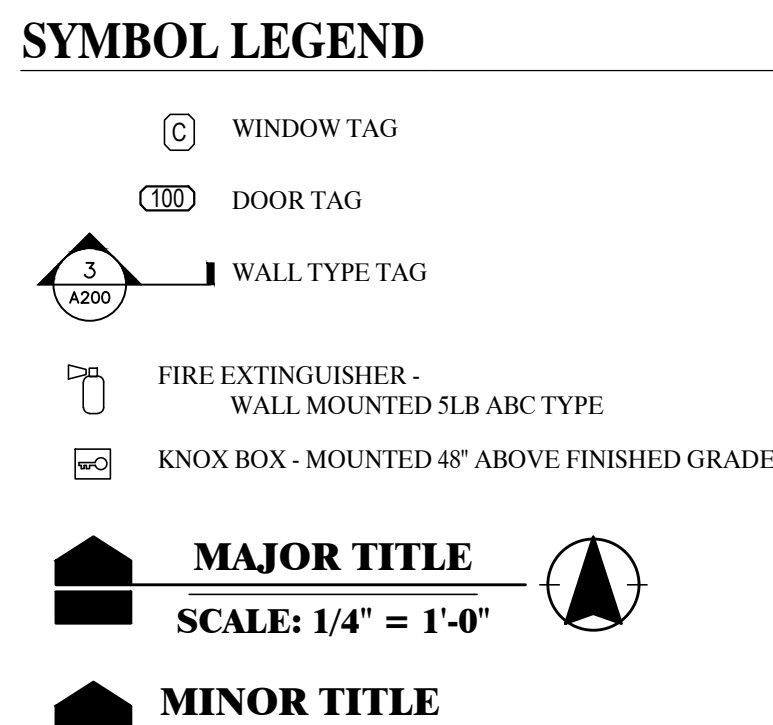 SYMBOL LEGEND
C WINDOW TAG
100 DOOR TAG
3
A200
WALL TYPE TAG
FIRE EXTINGUISHER -
WALL MOUNTED 5LB ABC TYPE
KNOX BOX - MOUNTED 48" ABOVE FINISHED GRADE
MAJOR TITLE
SCALE: 1/4" = 1'-0"
MINOR TITLE